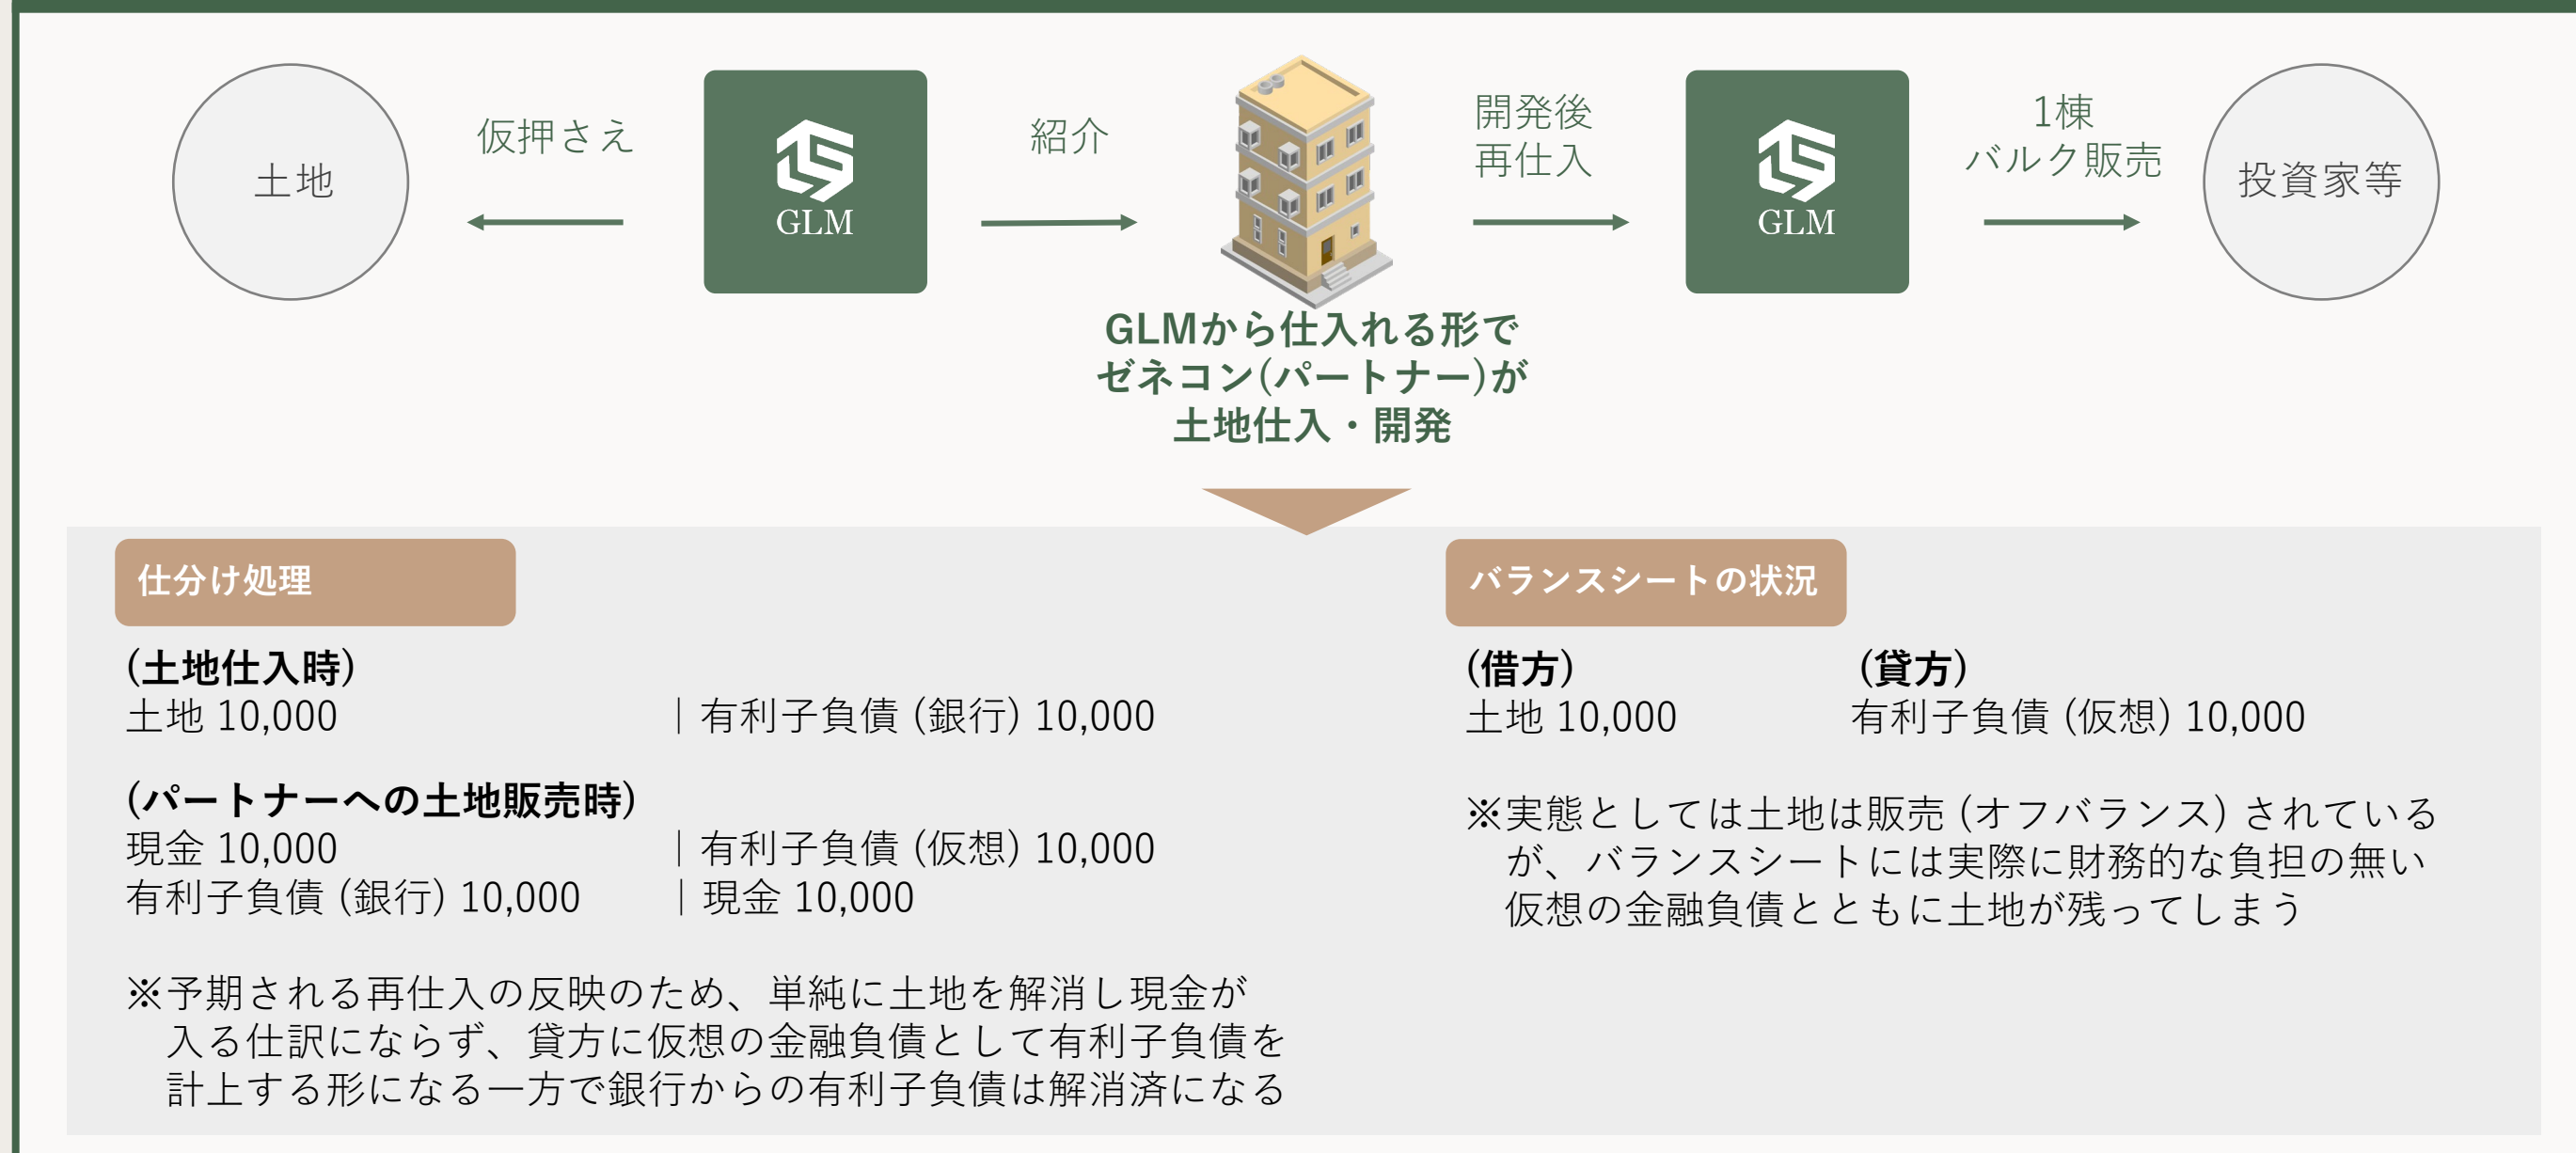 土地
仮押さえ
GLM
紹介
開発後
再仕入
GLM
1棟
バルク販売
投資家等
GLMから仕入れる形で
ゼネコン(パートナー)が
土地仕入・開発
仕分け処理
(土地仕入時)
土地 10,000 | 有利子負債 (銀行) 10,000
(パートナーへの土地販売時)
現金 10,000 | 有利子負債 (仮想) 10,000
有利子負債 (銀行) 10,000 | 現金 10,000
※予期される再仕入の反映のため、単純に土地を解消し現金が
入る仕訳にならず、貸方に仮想の金融負債として有利子負債を
計上する形になる一方で銀行からの有利子負債は解消済になる
バランスシートの状況
(借方) (貸方)
土地 10,000 有利子負債 (仮想) 10,000
※実態としては土地は販売 (オフバランス) されている
が、バランスシートには実際に財務的な負担の無い
仮想の金融負債とともに土地が残ってしまう